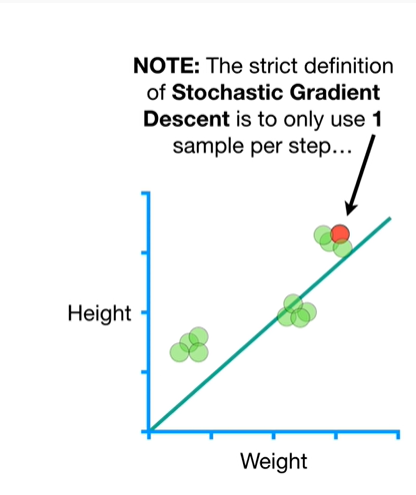 NOTE: The strict definition
of Stochastic Gradient
Descent is to only use 1
sample per step...
Height
Weight